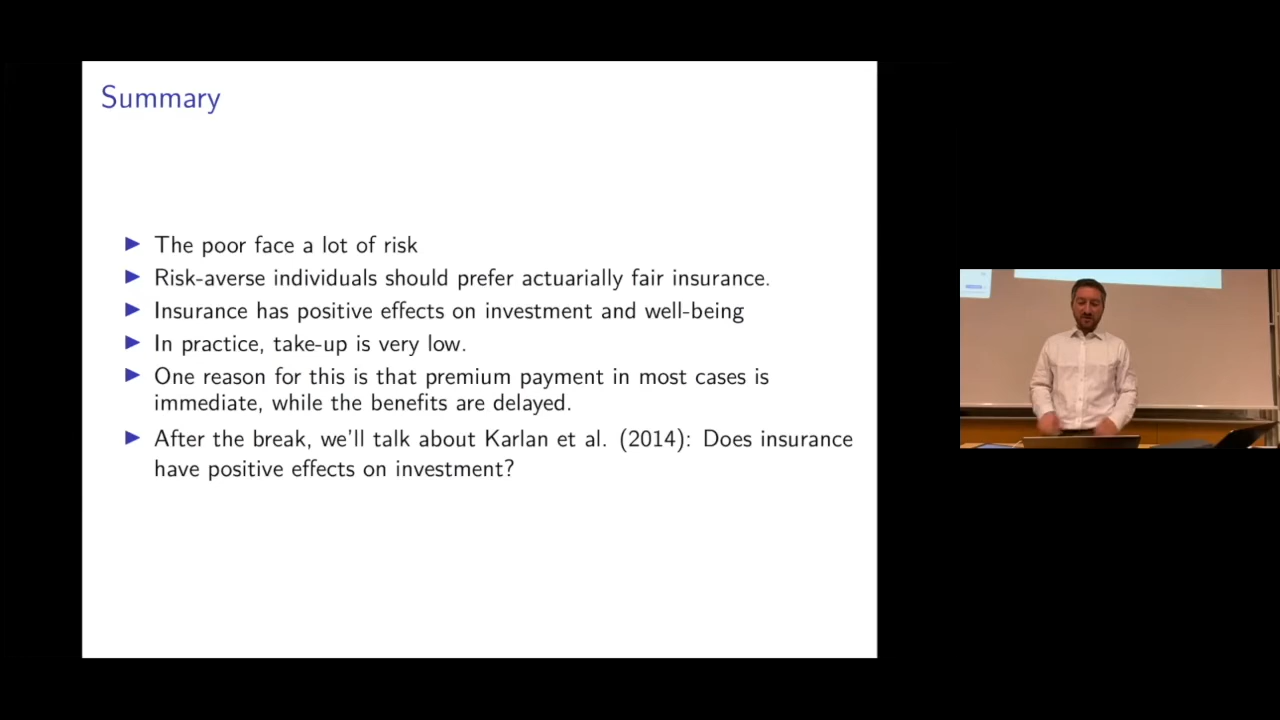 Summary
▶ The poor face a lot of risk
▶ Risk-averse individuals should prefer actuarially fair insurance.
▶ Insurance has positive effects on investment and well-being
▶ In practice, take-up is very low.
▶ One reason for this is that premium payment in most cases is
immediate, while the benefits are delayed.
▶ After the break, we'll talk about Karlan et al. (2014): Does insurance
have positive effects on investment?